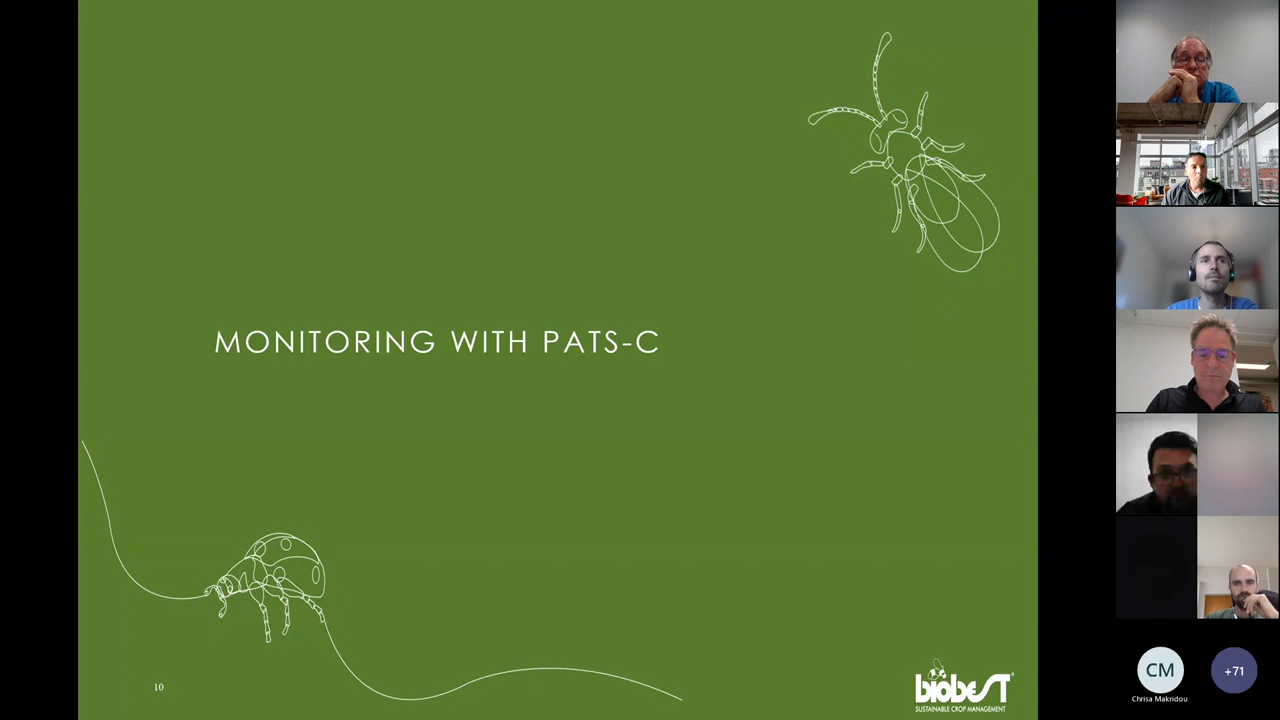 MONITORING WITH PATS-C
10
biobest
SUSTAINABLE CROP MANAGEMENT
CM
+71
Chrisa Makridou